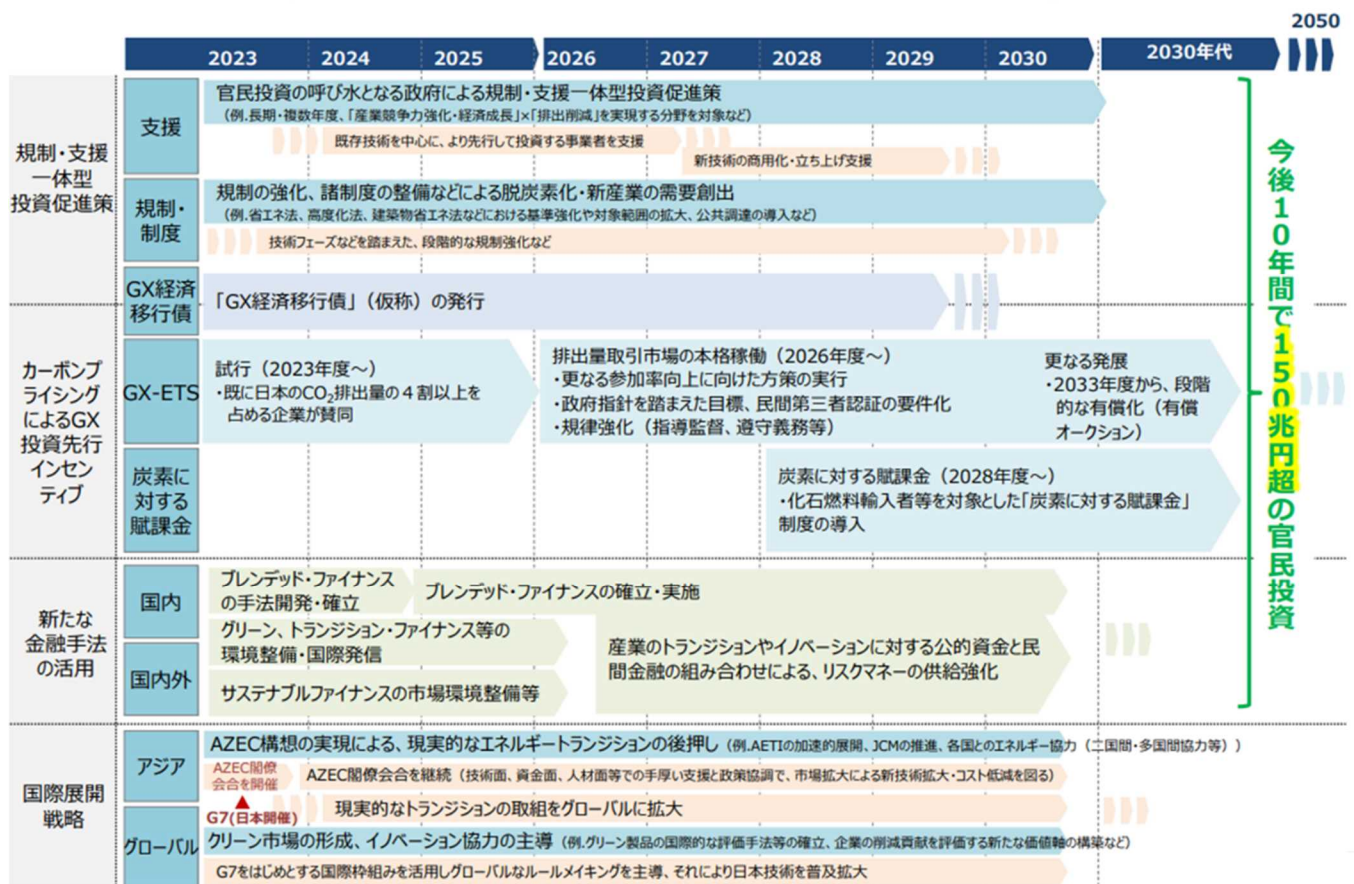 2050
2023
2024
2025
2026
2027
2028
2029
2030
2030年代
規制・支援
一体型
投資促進策
支援
官民投資の呼び水となる政府による規制・支援一体型投資促進策
（例.長期・複数年度、「産業競争力強化・経済成長」×「排出削減」を実現する分野を対象など）
既存技術を中心に、より先行して投資する事業者を支援
新技術の商用化・立ち上げ支援
規制・
制度
規制の強化、諸制度の整備などによる脱炭素化・新産業の需要創出
（例.省エネ法、高度化法、建築物省エネ法などにおける基準強化や対象範囲の拡大、公共調達の導入など）
技術フェーズなどを踏まえた、段階的な規制強化など
GX経済
移行債
「GX経済移行債」（仮称）の発行
カーボンプ
ライシング
によるGX
投資先行
インセン
ティブ
GX-ETS
試行（2023年度～）
・既に日本のCO₂排出量の４割以上を
占める企業が賛同
排出量取引市場の本格稼働（2026年度～）
・更なる参加率向上に向けた方策の実行
・政府指針を踏まえた目標、民間第三者認証の要件化
・規律強化（指導監督、遵守義務等）
更なる発展
・2033年度から、段階
的な有償化（有償
オークション）
炭素に
対する
賦課金
炭素に対する賦課金（2028年度～）
・化石燃料輸入者等を対象とした「炭素に対する賦課金」
制度の導入
新たな
金融手法
の活用
国内
ブレンデッド・ファイナンス
の手法開発・確立
ブレンデッド・ファイナンスの確立・実施
国内外
グリーン、トランジション・ファイナンス等の
環境整備・国際発信
サステナブルファイナンスの市場環境整備等
産業のトランジションやイノベーションに対する公的資金と民
間金融の組み合わせによる、リスクマネーの供給強化
今後10年間で150兆円超の官民投資
国際展開
戦略
アジア
AZEC構想の実現による、現実的なエネルギートランジションの後押し（例.AETIの加速的展開、JCMの推進、各国とのエネルギー協力（二国間・多国間協力等））
AZEC閣僚
会合を開催
AZEC閣僚会合を継続（技術面、資金面、人材面等での手厚い支援と政策協調で、市場拡大による新技術拡大・コスト低減を図る）
G7(日本開催)
現実的なトランジションの取組をグローバルに拡大
グローバル
クリーン市場の形成、イノベーション協力の主導（例.グリーン製品の国際的な評価手法等の確立、企業の削減貢献を評価する新たな価値軸の構築など）
G7をはじめとする国際枠組みを活用しグローバルなルールメイキングを主導、それにより日本技術を普及拡大